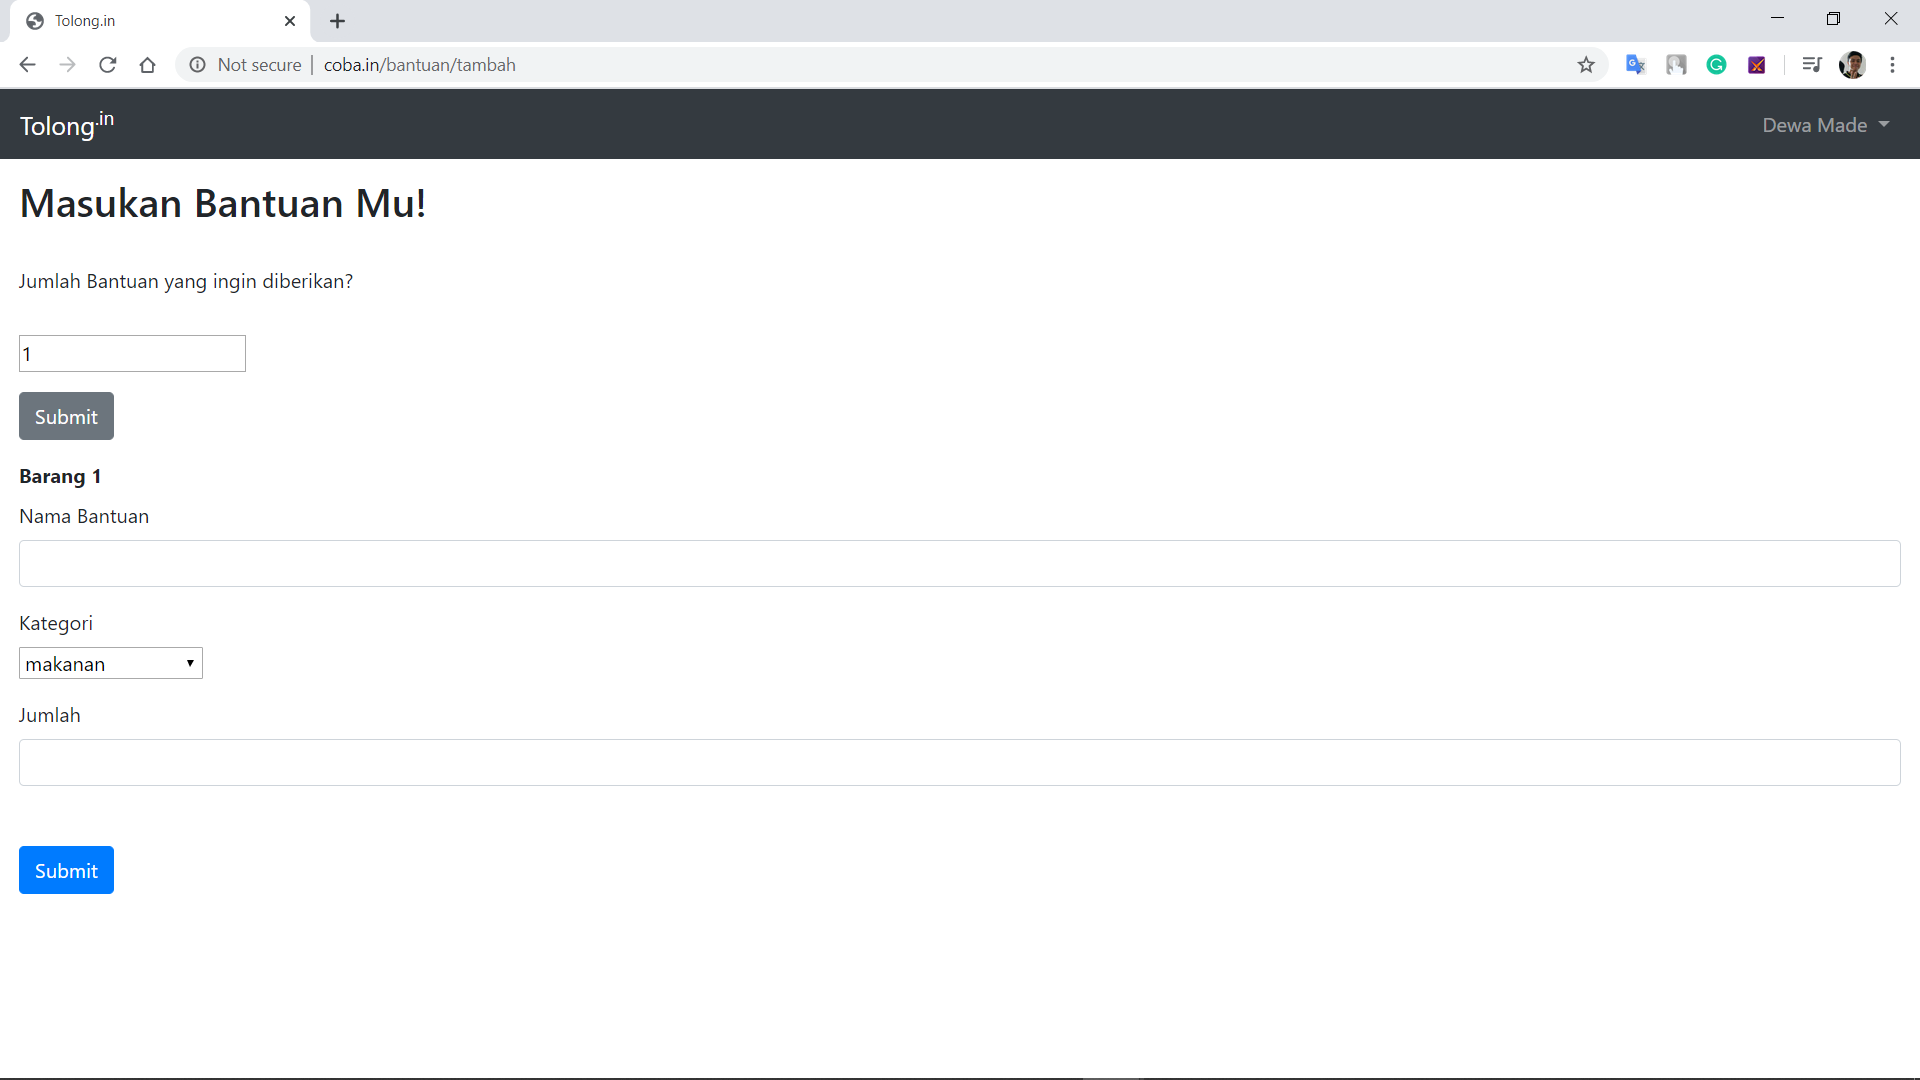 Tolong.in
Not secure | coba.in/bantuan/tambah
Tolong.in
Dewa Made
Masukan Bantuan Mu!
Jumlah Bantuan yang ingin diberikan?
1
Submit
Barang 1
Nama Bantuan
Kategori
makanan
Jumlah
Submit